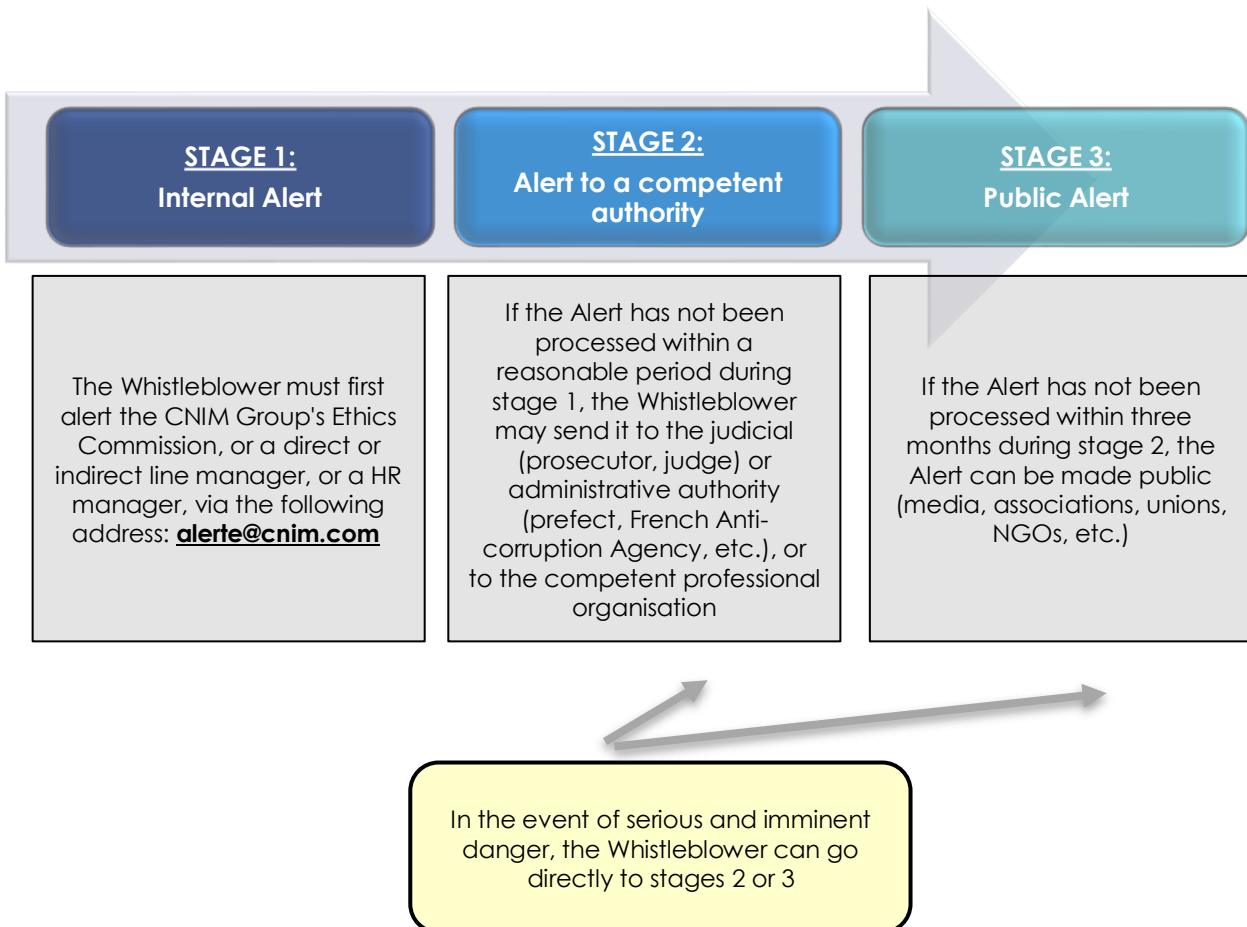 STAGE 1:
Internal Alert
STAGE 2:
Alert to a competent
authority
STAGE 3:
Public Alert
The Whistleblower must first
alert the CNIM Group's Ethics
Commission, or a direct or
indirect line manager, or a HR
manager, via the following
address: alerte@cnim.com
If the Alert has not been
processed within a
reasonable period during
stage 1, the Whistleblower
may send it to the judicial
(prosecutor, judge) or
administrative authority
(prefect, French Anti-
corruption Agency, etc.), or
to the competent professional
organisation
If the Alert has not been
processed within three
months during stage 2, the
Alert can be made public
(media, associations, unions,
NGOs, etc.)
In the event of serious and imminent
danger, the Whistleblower can go
directly to stages 2 or 3